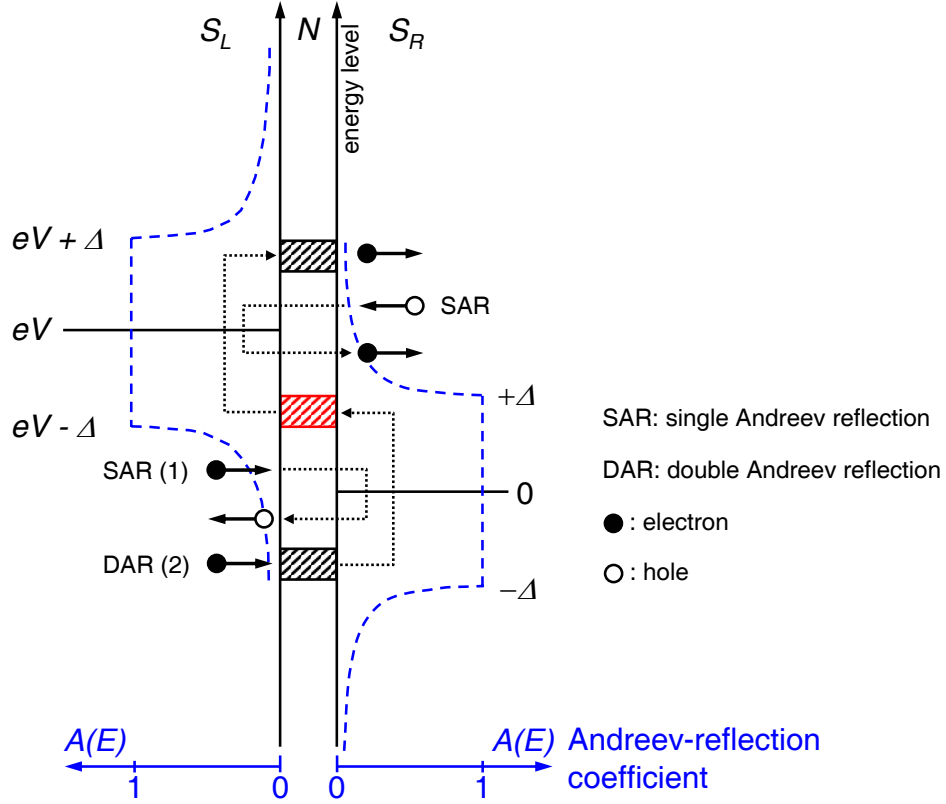 S_L
N
S_R
energy level
eV + Δ
SAR
eV
+Δ
eV - Δ
SAR: single Andreev reflection
SAR (1)
DAR: double Andreev reflection
0
: electron
DAR (2)
: hole
−Δ
A(E)
A(E)
Andreev-reflection
coefficient
1
0
0
1